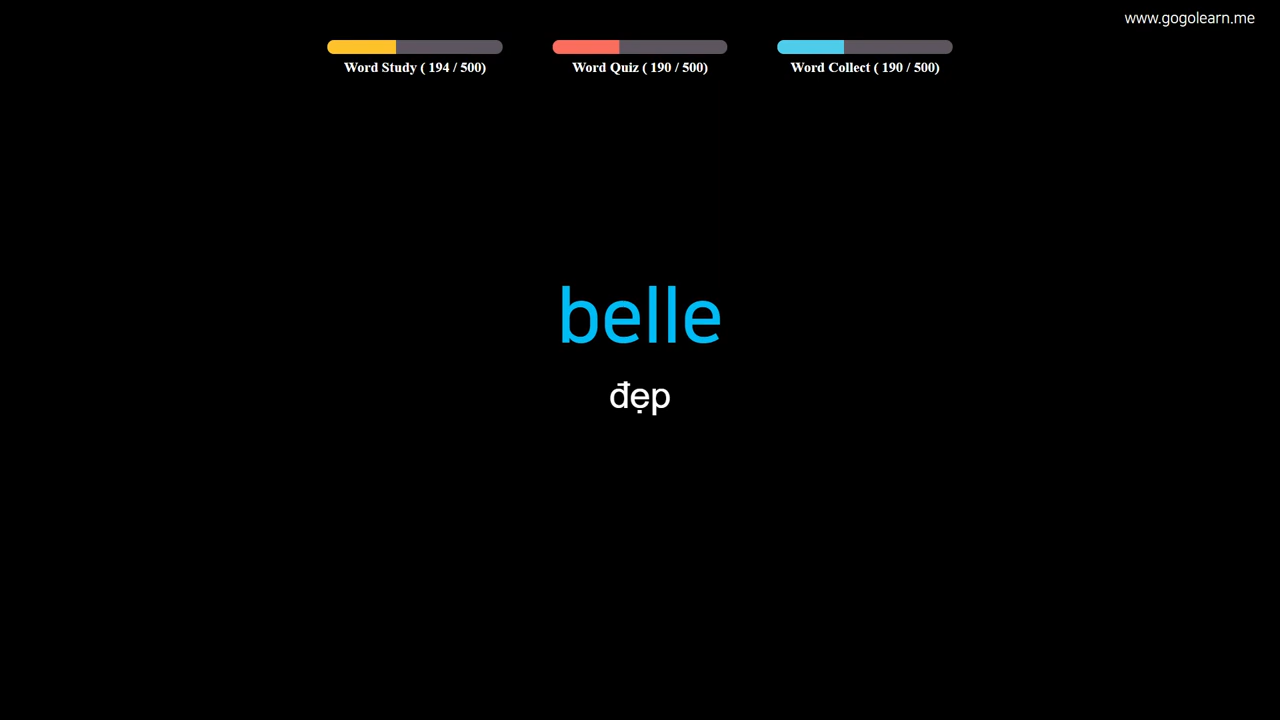 www.gogolearn.me
Word Study ( 194 / 500)
Word Quiz ( 190 / 500)
Word Collect ( 190 / 500)
belle
đẹp